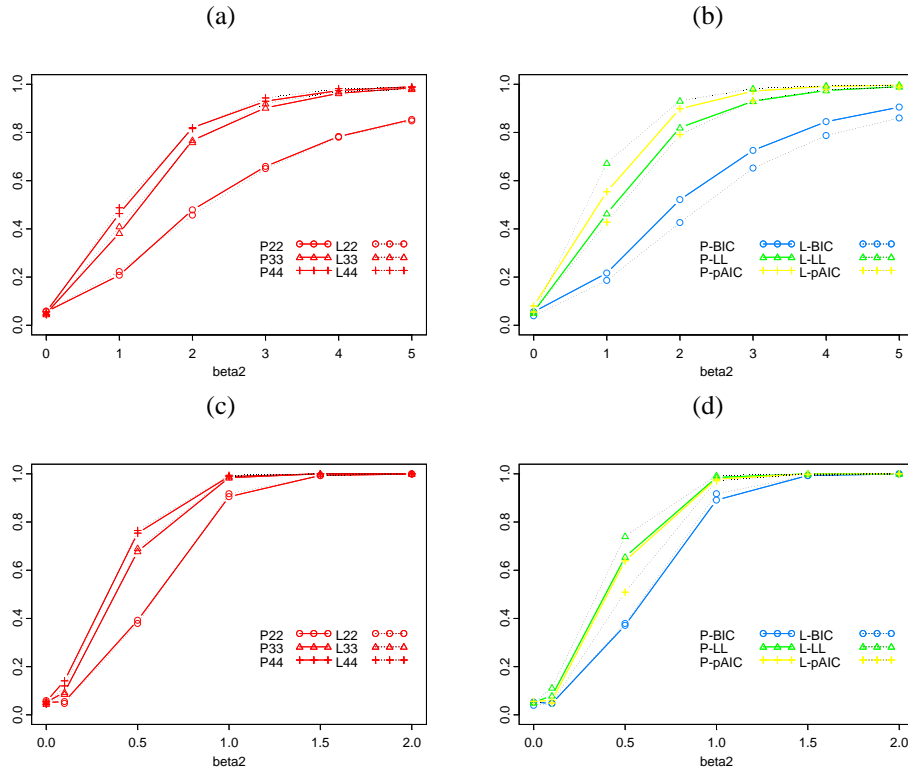 (a)
1.0
0.8
0.6
0.4
0.2
0.0
P22 L22
P33 L33
P44 L44
0 1 2 3 4 5
beta2
(b)
1.0
0.8
0.6
0.4
0.2
0.0
P-BIC L-BIC
P-LL L-LL
P-pAIC L-pAIC
0 1 2 3 4 5
beta2
(c)
1.0
0.8
0.6
0.4
0.2
0.0
P22 L22
P33 L33
P44 L44
0.0 0.5 1.0 1.5 2.0
beta2
(d)
1.0
0.8
0.6
0.4
0.2
0.0
P-BIC L-BIC
P-LL L-LL
P-pAIC L-pAIC
0.0 0.5 1.0 1.5 2.0
beta2